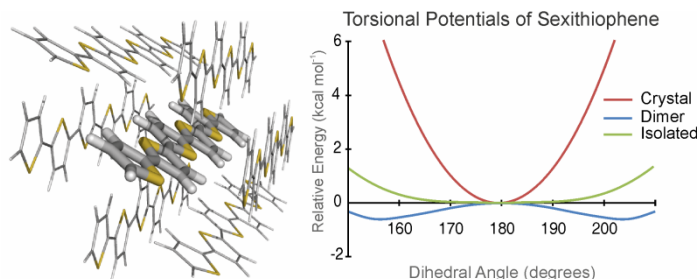 Torsional Potentials of Sexithiophene
Relative Energy (kcal mol⁻¹)
6
4
2
0
-2
160
170
180
190
200
Crystal
Dimer
Isolated
Dihedral Angle (degrees)